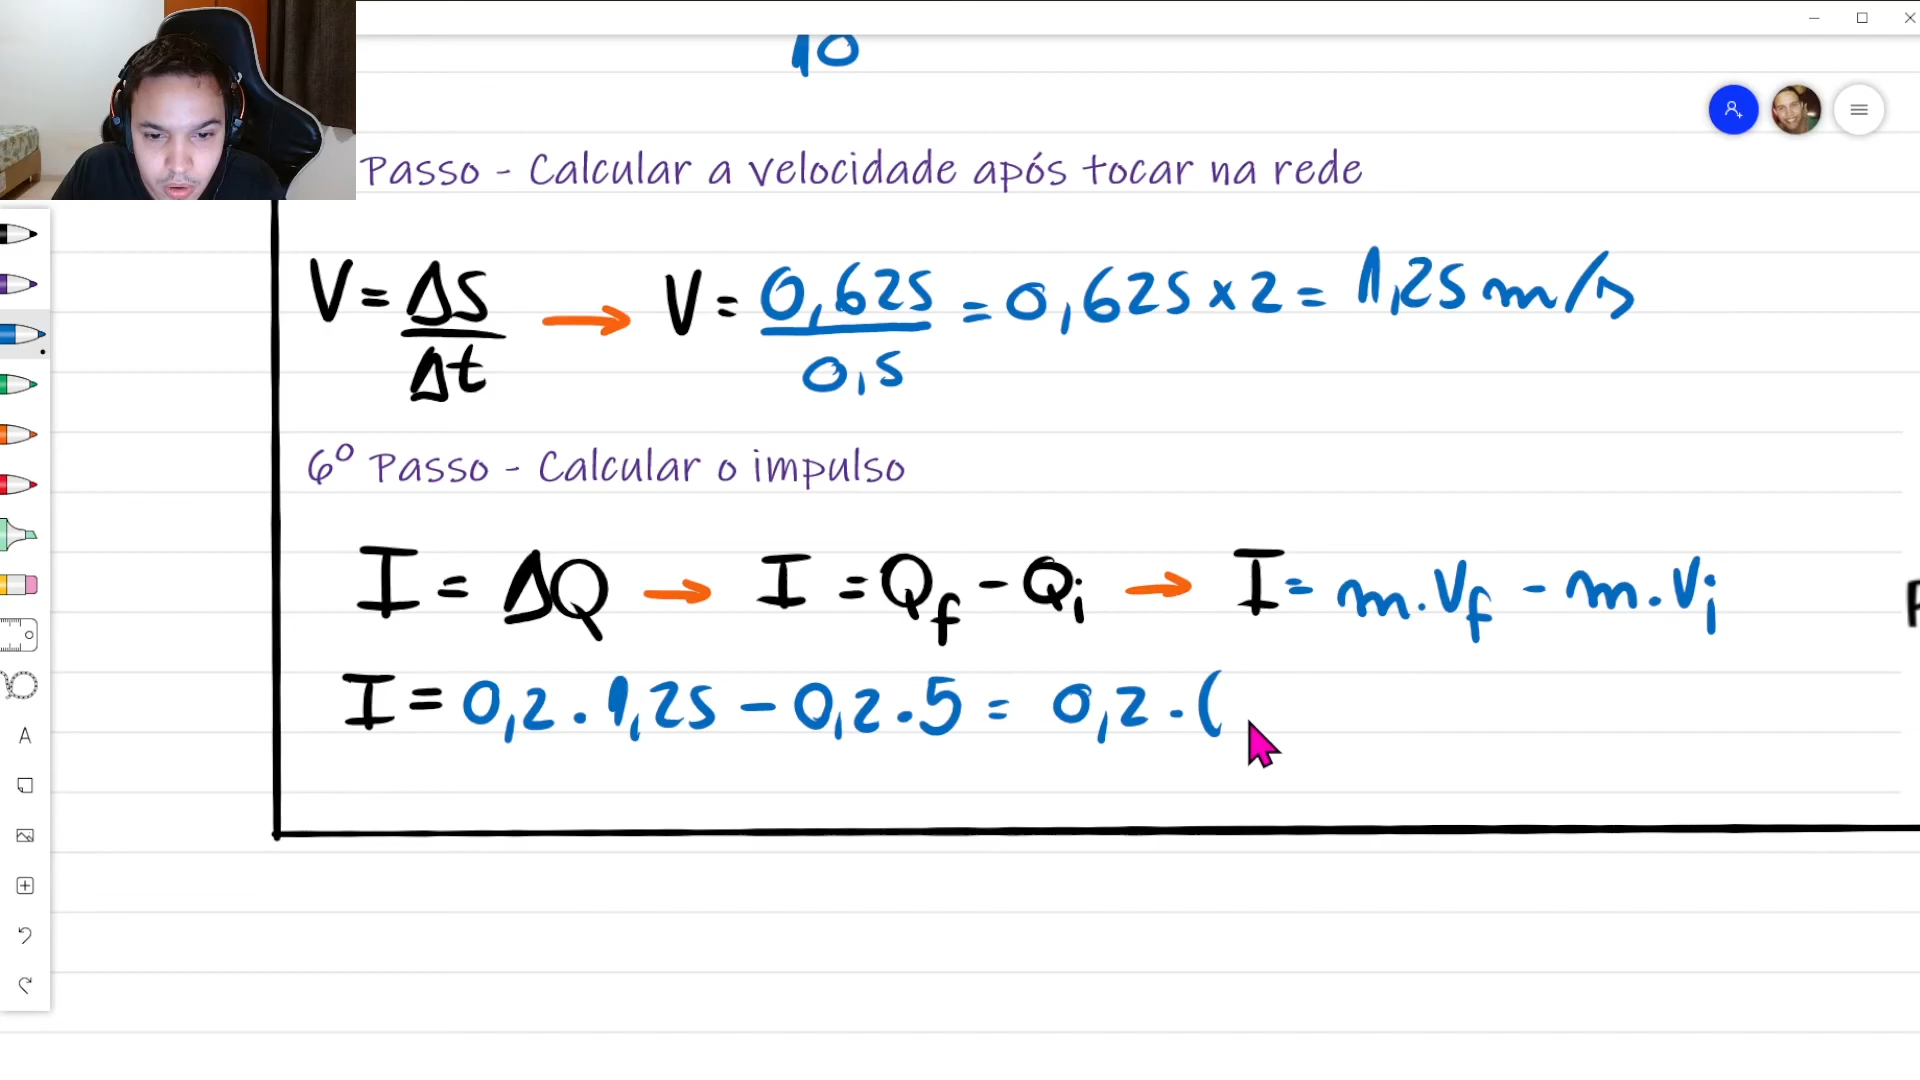 10
Passo - Calcular a velocidade após tocar na rede
V = ΔS/Δt → V = 0,625/0,5 = 0,625 x 2 = 1,25 m/s
6º Passo - Calcular o impulso
I = ΔQ → I = Qf - Qi → I = m.Vf - m.Vi
I = 0,2 . 1,25 - 0,2 . 5 = 0,2 . (
A